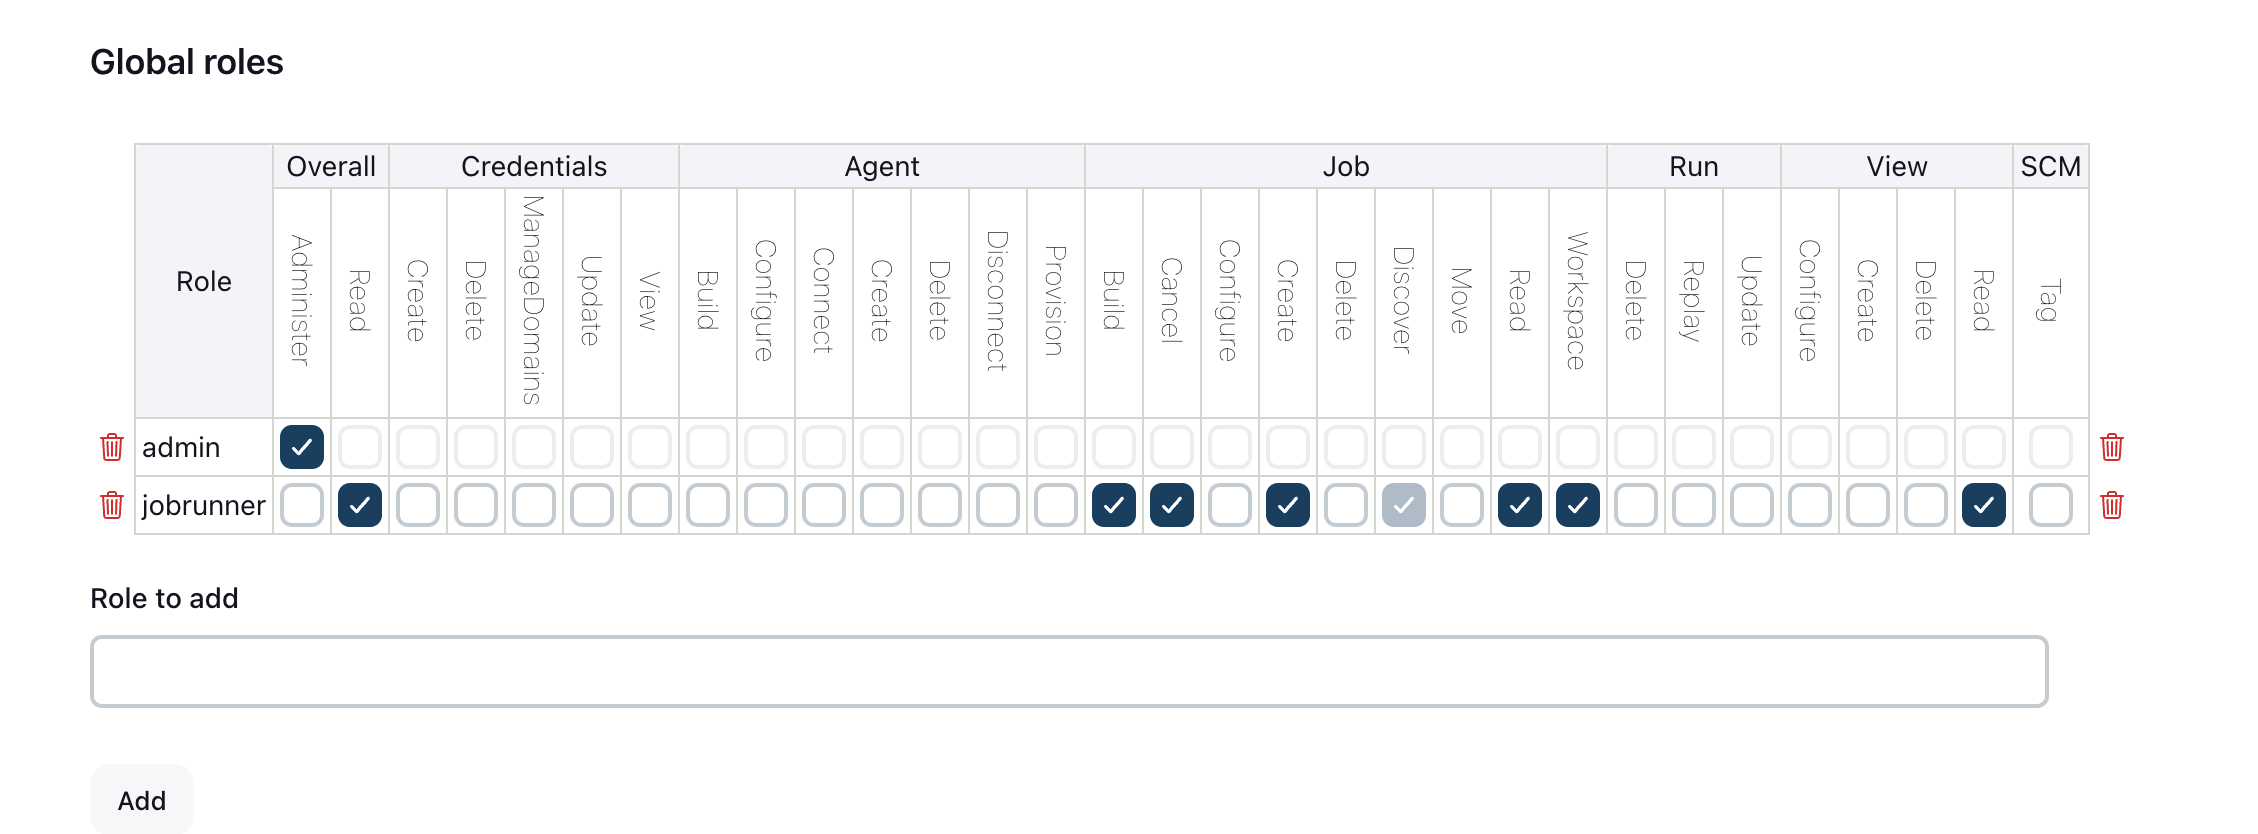 Global roles
Role Overall Credentials Agent Job Run View SCM
Administer Read Create Delete ManageDomains Update View Build Configure Connect Create Delete Disconnect Provision Build Cancel Configure Create Delete Discover Move Read Workspace Delete Replay Update Configure Create Delete Read Tag
admin
jobrunner
Role to add
Add